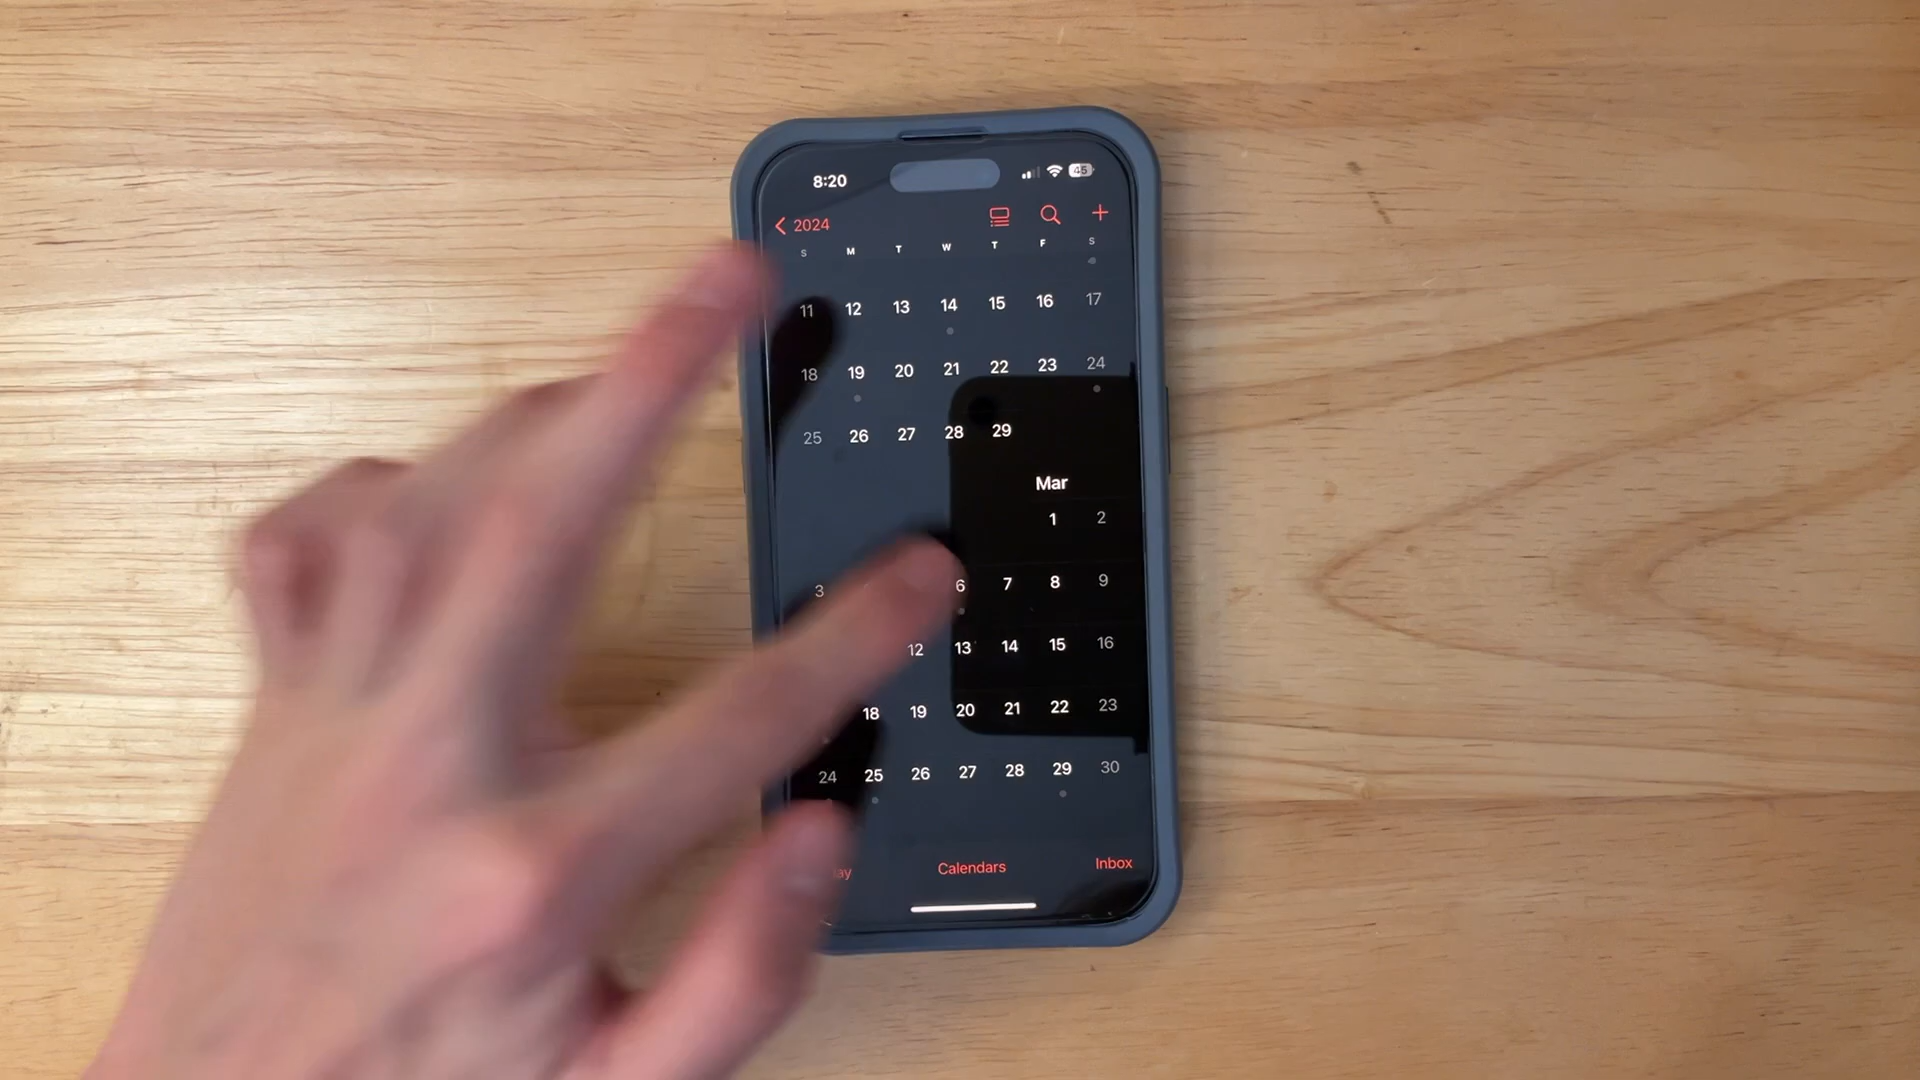 8:20 45
2024
S M T W T F S
11 12 13 14 15 16 17
18 19 20 21 22 23 24
25 26 27 28 29
Mar
1 2
3 6 7 8 9
12 13 14 15 16
18 19 20 21 22 23
24 25 26 27 28 29 30
Calendars Inbox